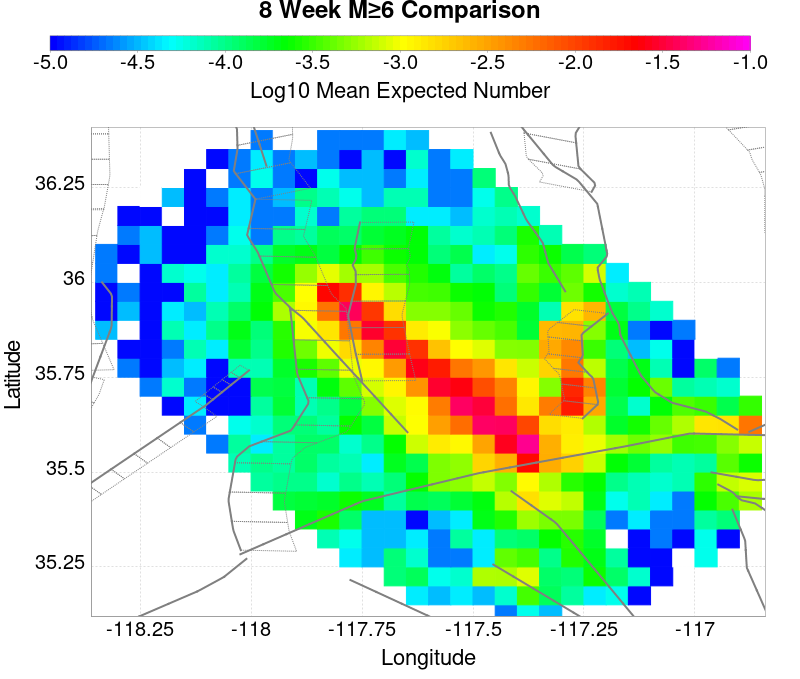 8 Week M≥6 Comparison
-5.0 -4.5 -4.0 -3.5 -3.0 -2.5 -2.0 -1.5 -1.0
Log10 Mean Expected Number
36.25
36
35.75
35.5
35.25
Latitude
-118.25 -118 -117.75 -117.5 -117.25 -117
Longitude